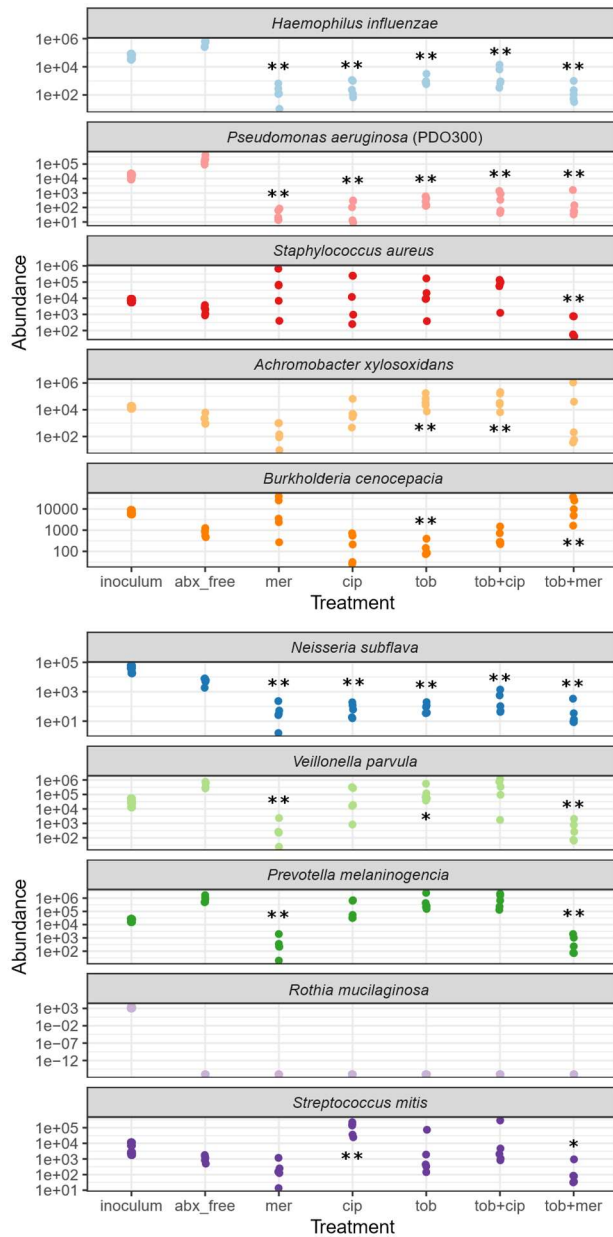 Haemophilus influenzae
1e+06
1e+04
1e+02
** ** ** ** **
Pseudomonas aeruginosa (PDO300)
1e+05
1e+04
1e+03
1e+02
1e+01
** ** ** ** **
Staphylococcus aureus
1e+06
1e+05
1e+04
1e+03
1e+02
**
Achromobacter xylosoxidans
1e+06
1e+04
1e+02
** **
Burkholderia cenocepacia
10000
1000
100
** **
Abundance
inoculum abx_free mer cip tob tob+cip tob+mer
Treatment
Neisseria subflava
1e+05
1e+03
1e+01
** ** ** ** **
Veillonella parvula
1e+06
1e+05
1e+04
1e+03
1e+02
** * **
Prevotella melaninogencia
1e+06
1e+05
1e+04
1e+03
1e+02
** **
Rothia mucilaginosa
1e+03
1e−02
1e−07
1e−12
Streptococcus mitis
1e+05
1e+04
1e+03
1e+02
1e+01
** *
Abundance
inoculum abx_free mer cip tob tob+cip tob+mer
Treatment